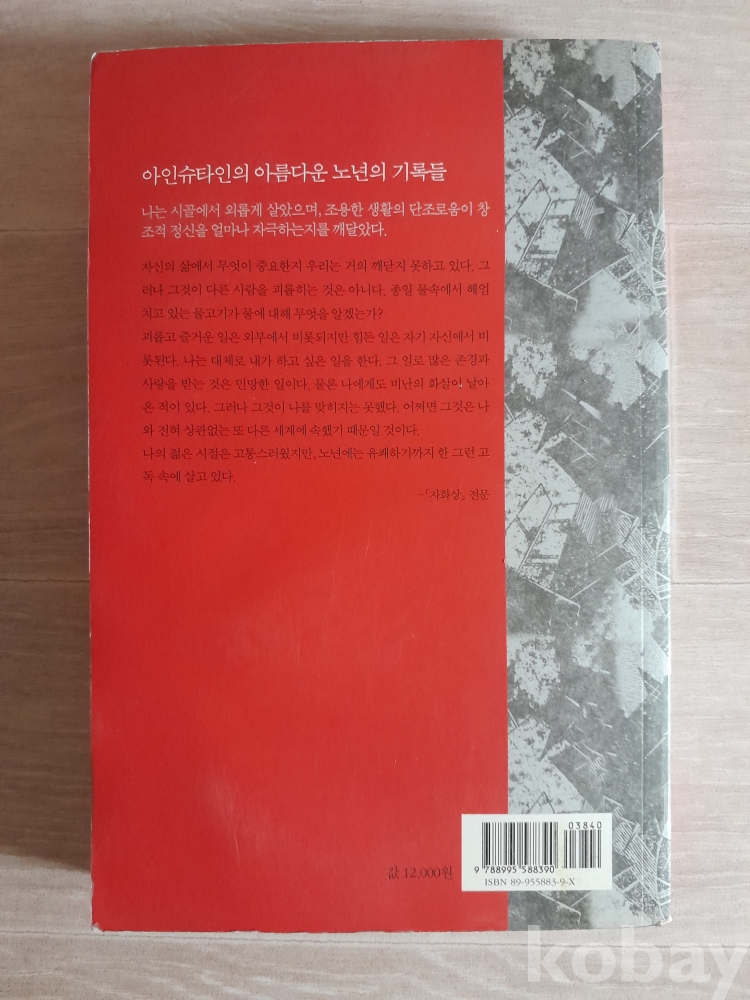 아인슈타인의 아름다운 노년의 기록들
나는 시골에서 외롭게 살았으며, 조용한 생활의 단조로움이 창
조적 정신을 얼마나 자극하는지를 깨달았다.
자신의 삶에서 무엇이 중요한지 우리는 거의 깨닫지 못하고 있다. 그
러나 그것이 다른 사람을 괴롭히는 것은 아니다. 종일 물속에서 헤엄
치고 있는 물고기가 물에 대해 무엇을 알겠는가?
괴롭고 즐거운 일은 외부에서 비롯되지만 힘든 일은 자기 자신에서 비
롯된다. 나는 대체로 내가 하고 싶은 일을 한다. 그 일로 많은 존경과
사랑을 받는 것은 민망한 일이다. 물론 나에게도 비난의 화살이 날아
온 적이 있다. 그러나 그것이 나를 맞히지는 못했다. 어쩌면 그것은 나
와 전혀 상관없는 또 다른 세계에 속했기 때문일 것이다.
나의 젊은 시절은 고통스러웠지만, 노년에는 유쾌하기까지 한 그런 고
독 속에 살고 있다.
-「자화상」 전문
03840
9 788995 588390
ISBN 89-955883-9-X
값 12,000원
kobay